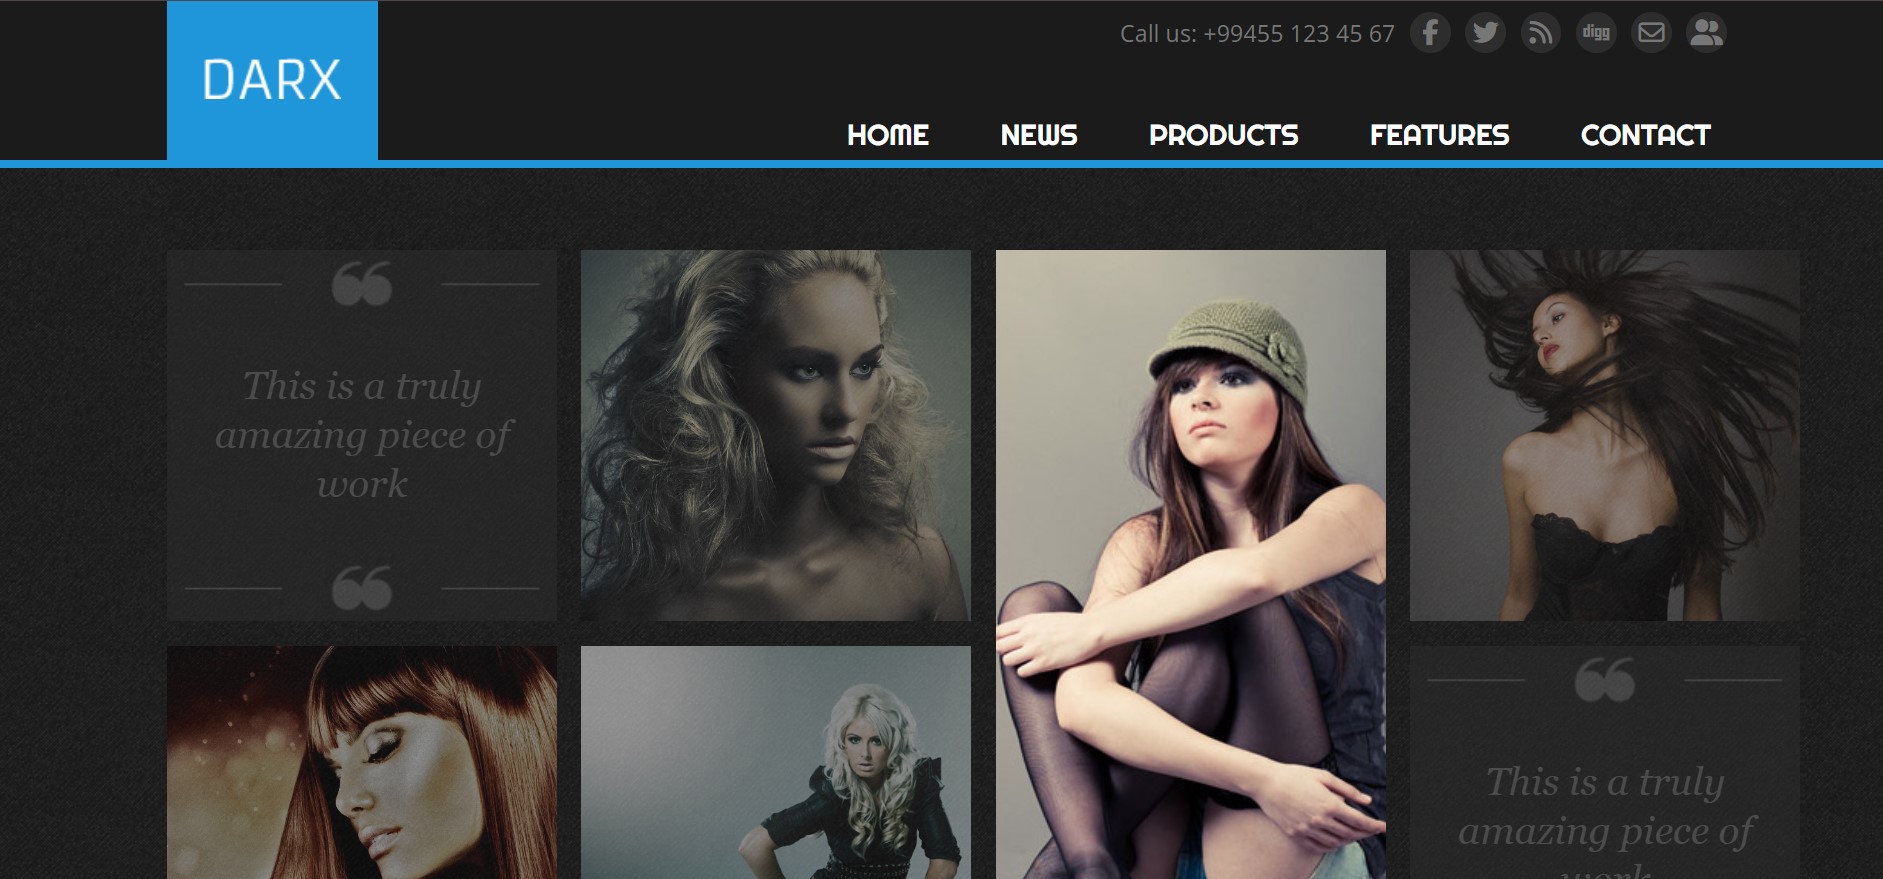 Call us: +99455 123 45 67
digg
DARX
HOME NEWS PRODUCTS FEATURES CONTACT
This is a truly
amazing piece of
work
This is a truly
amazing piece of
work